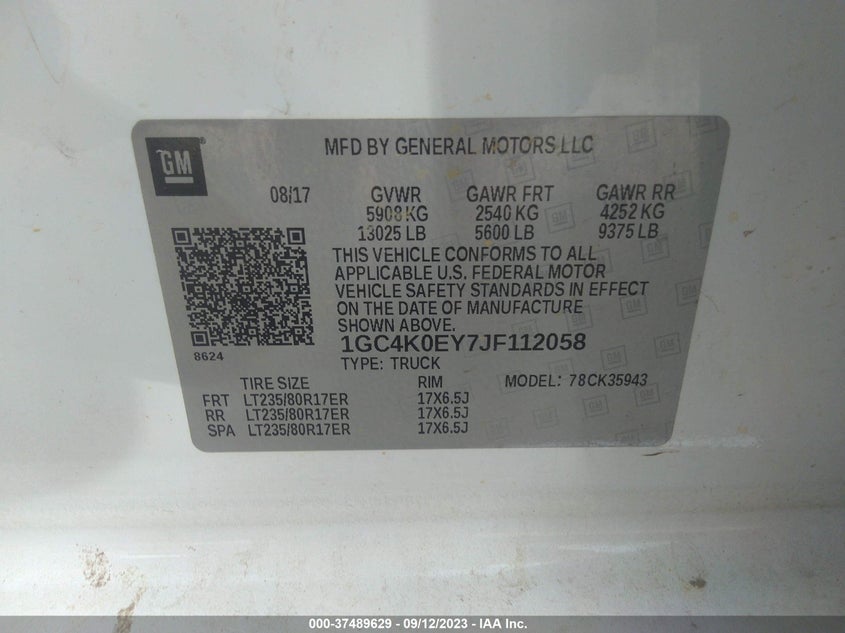 GM
MFD BY GENERAL MOTORS LLC
08/17 GVWR GAWR FRT GAWR RR
5908 KG 2540 KG 4252 KG
13025 LB 5600 LB 9375 LB
THIS VEHICLE CONFORMS TO ALL
APPLICABLE U.S. FEDERAL MOTOR
VEHICLE SAFETY STANDARDS IN EFFECT
ON THE DATE OF MANUFACTURE
SHOWN ABOVE.
8624
1GC4K0EY7JF112058
TYPE: TRUCK
TIRE SIZE RIM MODEL: 78CK35943
FRT LT235/80R17ER 17X6.5J
RR LT235/80R17ER 17X6.5J
SPA LT235/80R17ER 17X6.5J
000-37489629 - 09/12/2023 - IAA Inc.